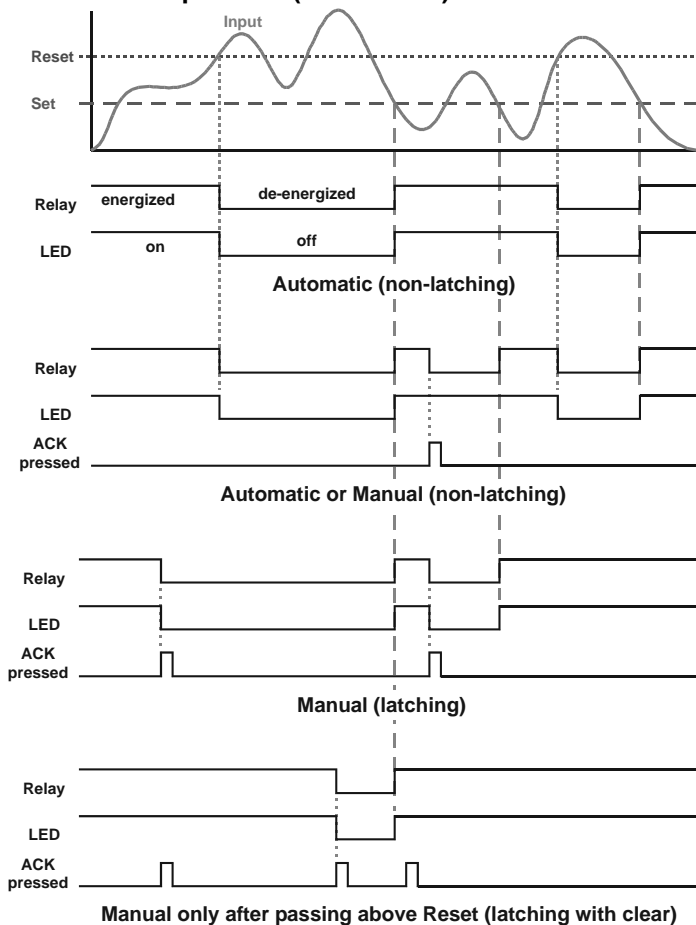 Input
Reset
Set
Relay energized de-energized
LED on off
Automatic (non-latching)
Relay
LED
ACK
pressed
Automatic or Manual (non-latching)
Relay
LED
ACK
pressed
Manual (latching)
Relay
LED
ACK
pressed
Manual only after passing above Reset (latching with clear)